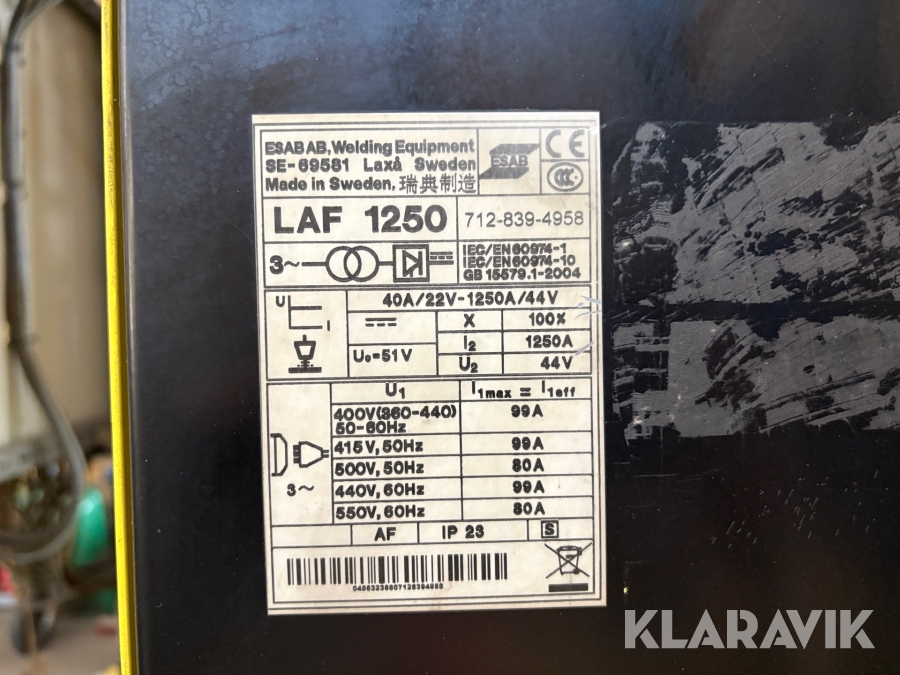 ESAB AB, Welding Equipment
SE-69581 Laxå Sweden
Made in Sweden, 瑞典制造
ESAB
CE
CCC
LAF 1250
712-839-4958
3~
IEC/EN 60974-1
IEC/EN 60974-10
GB 15579.1-2004
U
I
40A/22V-1250A/44V
X 100%
U₀=51V
I₂ 1250A
U₂ 44V
U₁ I₁max = I₁eff
400V(360-440) 99A
50-60Hz
415V, 50Hz 99A
500V, 50Hz 80A
3~
440V, 60Hz 99A
550V, 60Hz 80A
AF IP 23 S
KLARAVIK